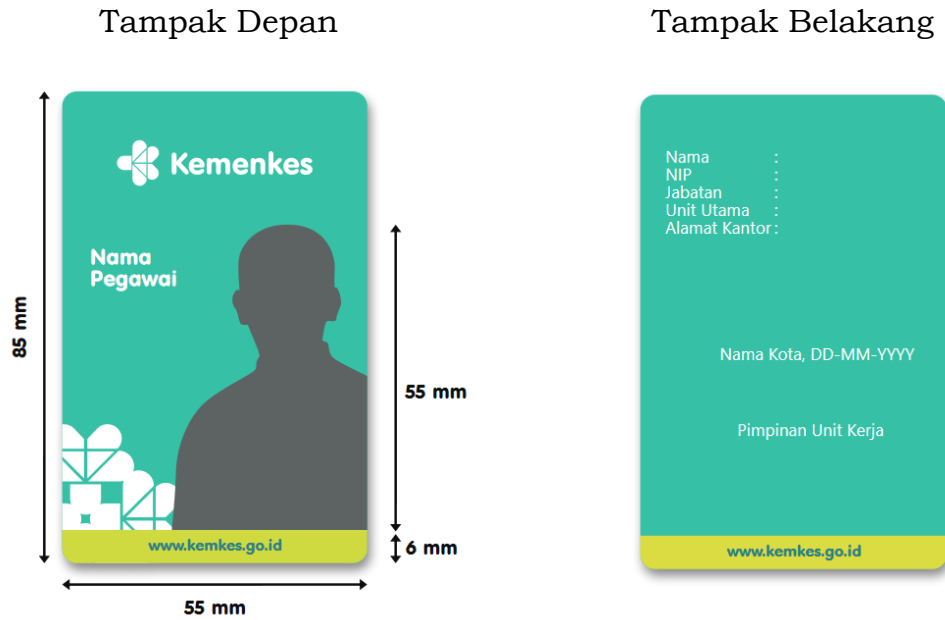 Tampak Depan
Kemenkes
Nama
Pegawai
85 mm
55 mm
www.kemkes.go.id
6 mm
55 mm
Tampak Belakang
Nama :
NIP :
Jabatan :
Unit Utama :
Alamat Kantor :
Nama Kota, DD-MM-YYYY
Pimpinan Unit Kerja
www.kemkes.go.id